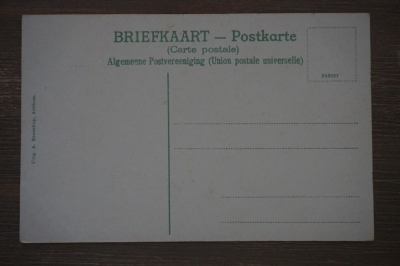 BRIEFKAART — Postkarte
(Carte postale)
Algemeene Postvereeniging (Union postale universelle)